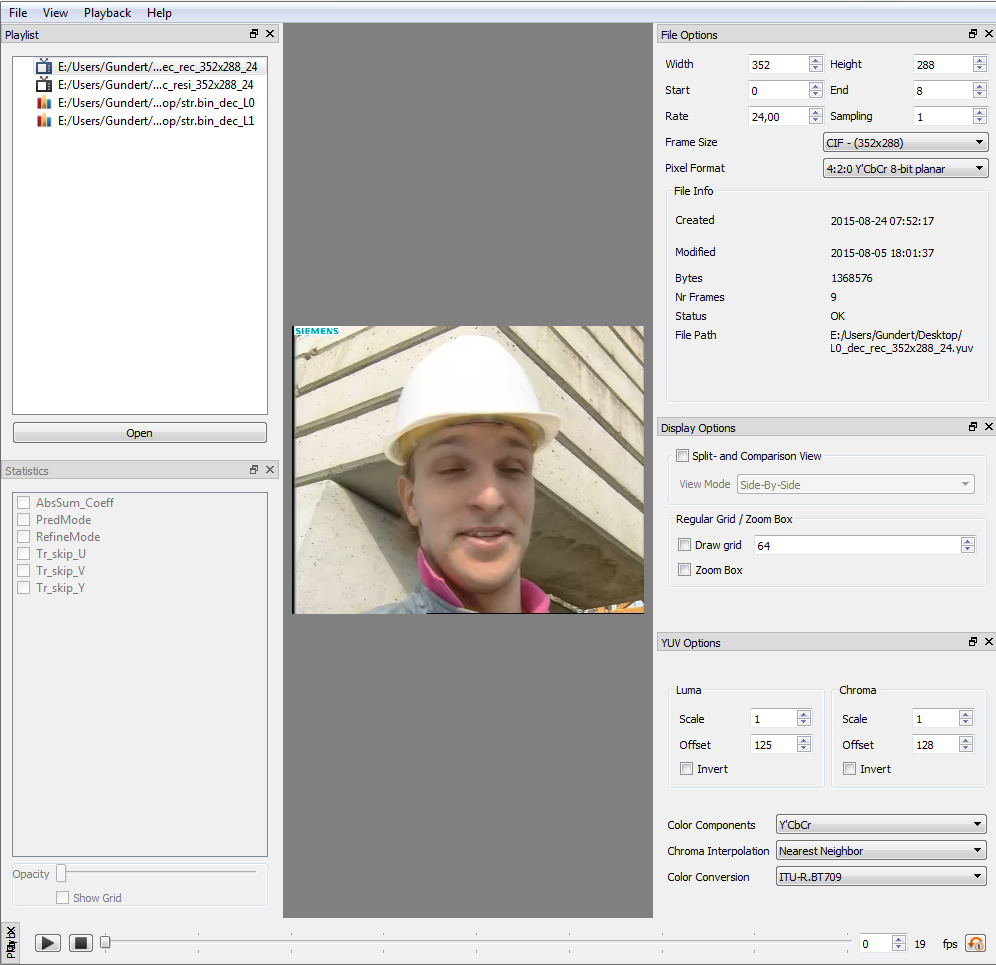 File View Playback Help
Playlist
E:/Users/Gundert/...ec_rec_352x288_24
E:/Users/Gundert/...c_resi_352x288_24
E:/Users/Gundert/...op/str.bin_dec_L0
E:/Users/Gundert/...op/str.bin_dec_L1
Open
Statistics
AbsSum_Coeff
PredMode
RefineMode
Tr_skip_U
Tr_skip_V
Tr_skip_Y
Opacity
Show Grid
SIEMENS
File Options
Width 352 Height 288
Start 0 End 8
Rate 24,00 Sampling 1
Frame Size CIF - (352x288)
Pixel Format 4:2:0 Y'CbCr 8-bit planar
File Info
Created 2015-08-24 07:52:17
Modified 2015-08-05 18:01:37
Bytes 1368576
Nr Frames 9
Status OK
File Path E:/Users/Gundert/Desktop/
L0_dec_rec_352x288_24.yuv
Display Options
Split- and Comparison View
View Mode Side-By-Side
Regular Grid / Zoom Box
Draw grid 64
Zoom Box
YUV Options
Luma Chroma
Scale 1 Scale 1
Offset 125 Offset 128
Invert Invert
Color Components Y'CbCr
Chroma Interpolation Nearest Neighbor
Color Conversion ITU-R.BT709
0 19 fps